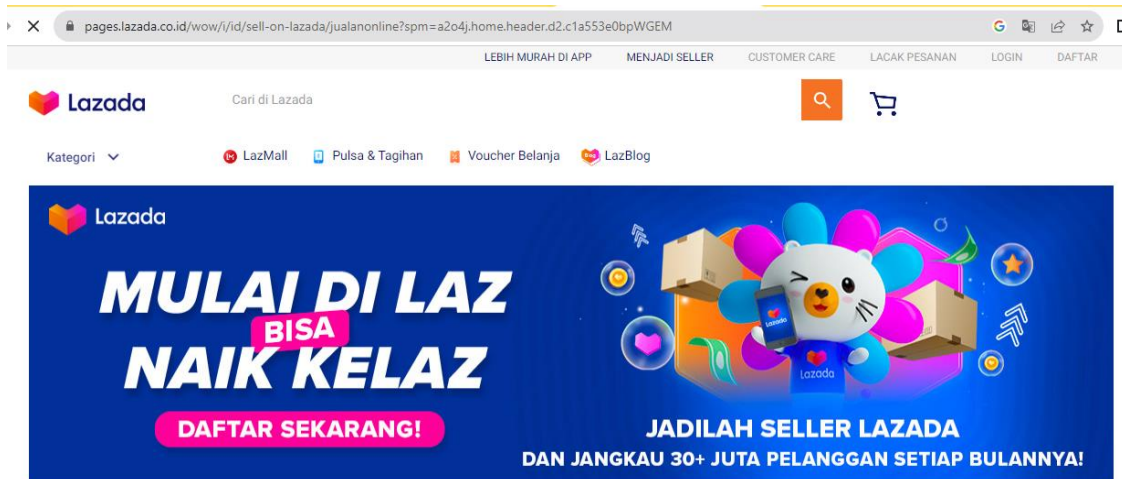 pages.lazada.co.id/wow/i/id/sell-on-lazada/jualanonline?spm=a2o4j.home.header.d2.c1a553e0bpWGEM
LEBIH MURAH DI APP MENJADI SELLER CUSTOMER CARE LACAK PESANAN LOGIN DAFTAR
Lazada Cari di Lazada
Kategori LazMall Pulsa & Tagihan Voucher Belanja LazBlog
Lazada
MULAI DI LAZ
BISA
NAIK KELAZ
DAFTAR SEKARANG!
Lazada
Lazada
JADILAH SELLER LAZADA
DAN JANGKAU 30+ JUTA PELANGGAN SETIAP BULANNYA!